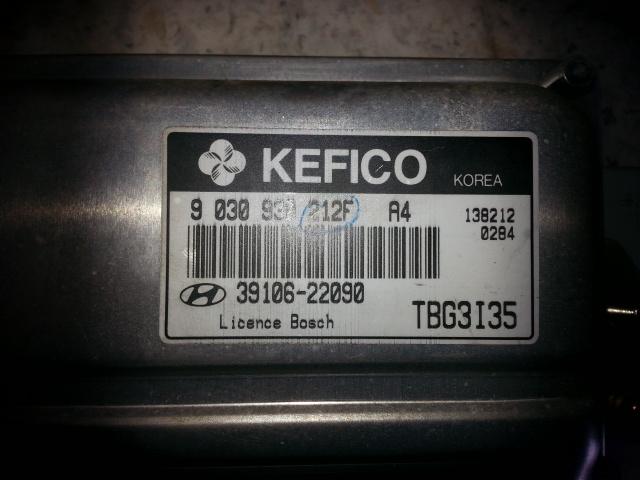 KEFICO KOREA
9 030 930 212F A4 138212
0284
39106-22090
Licence Bosch TBG3I35